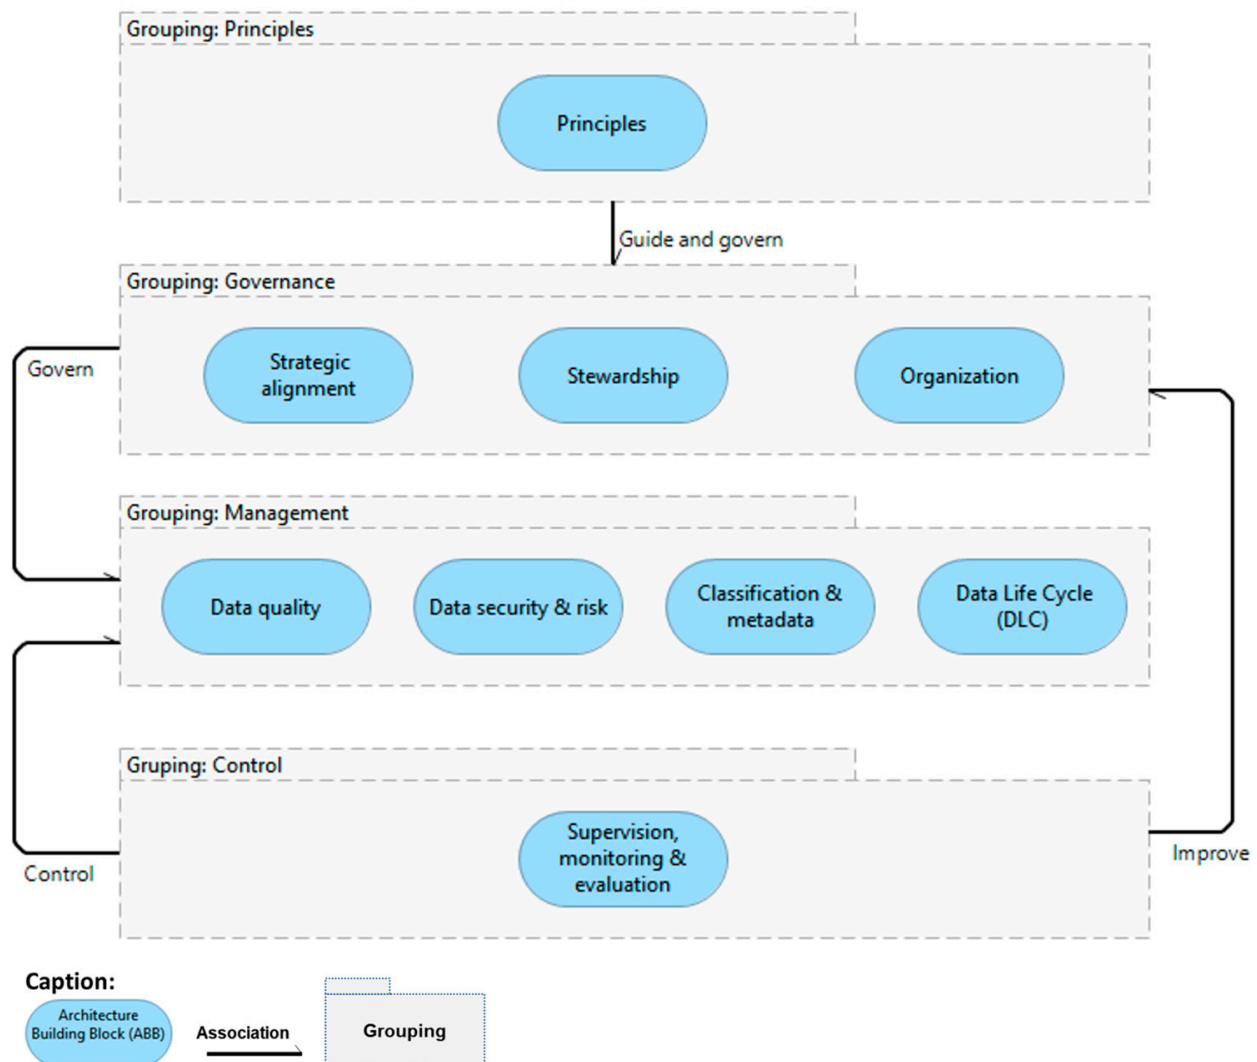 Grouping: Principles
Principles
Guide and govern
Grouping: Governance
Govern
Strategic
alignment
Stewardship
Organization
Grouping: Management
Data quality
Data security & risk
Classification &
metadata
Data Life Cycle
(DLC)
Gruping: Control
Supervision,
monitoring &
evaluation
Control
Improve
Caption:
Architecture
Building Block (ABB)
Association
Grouping